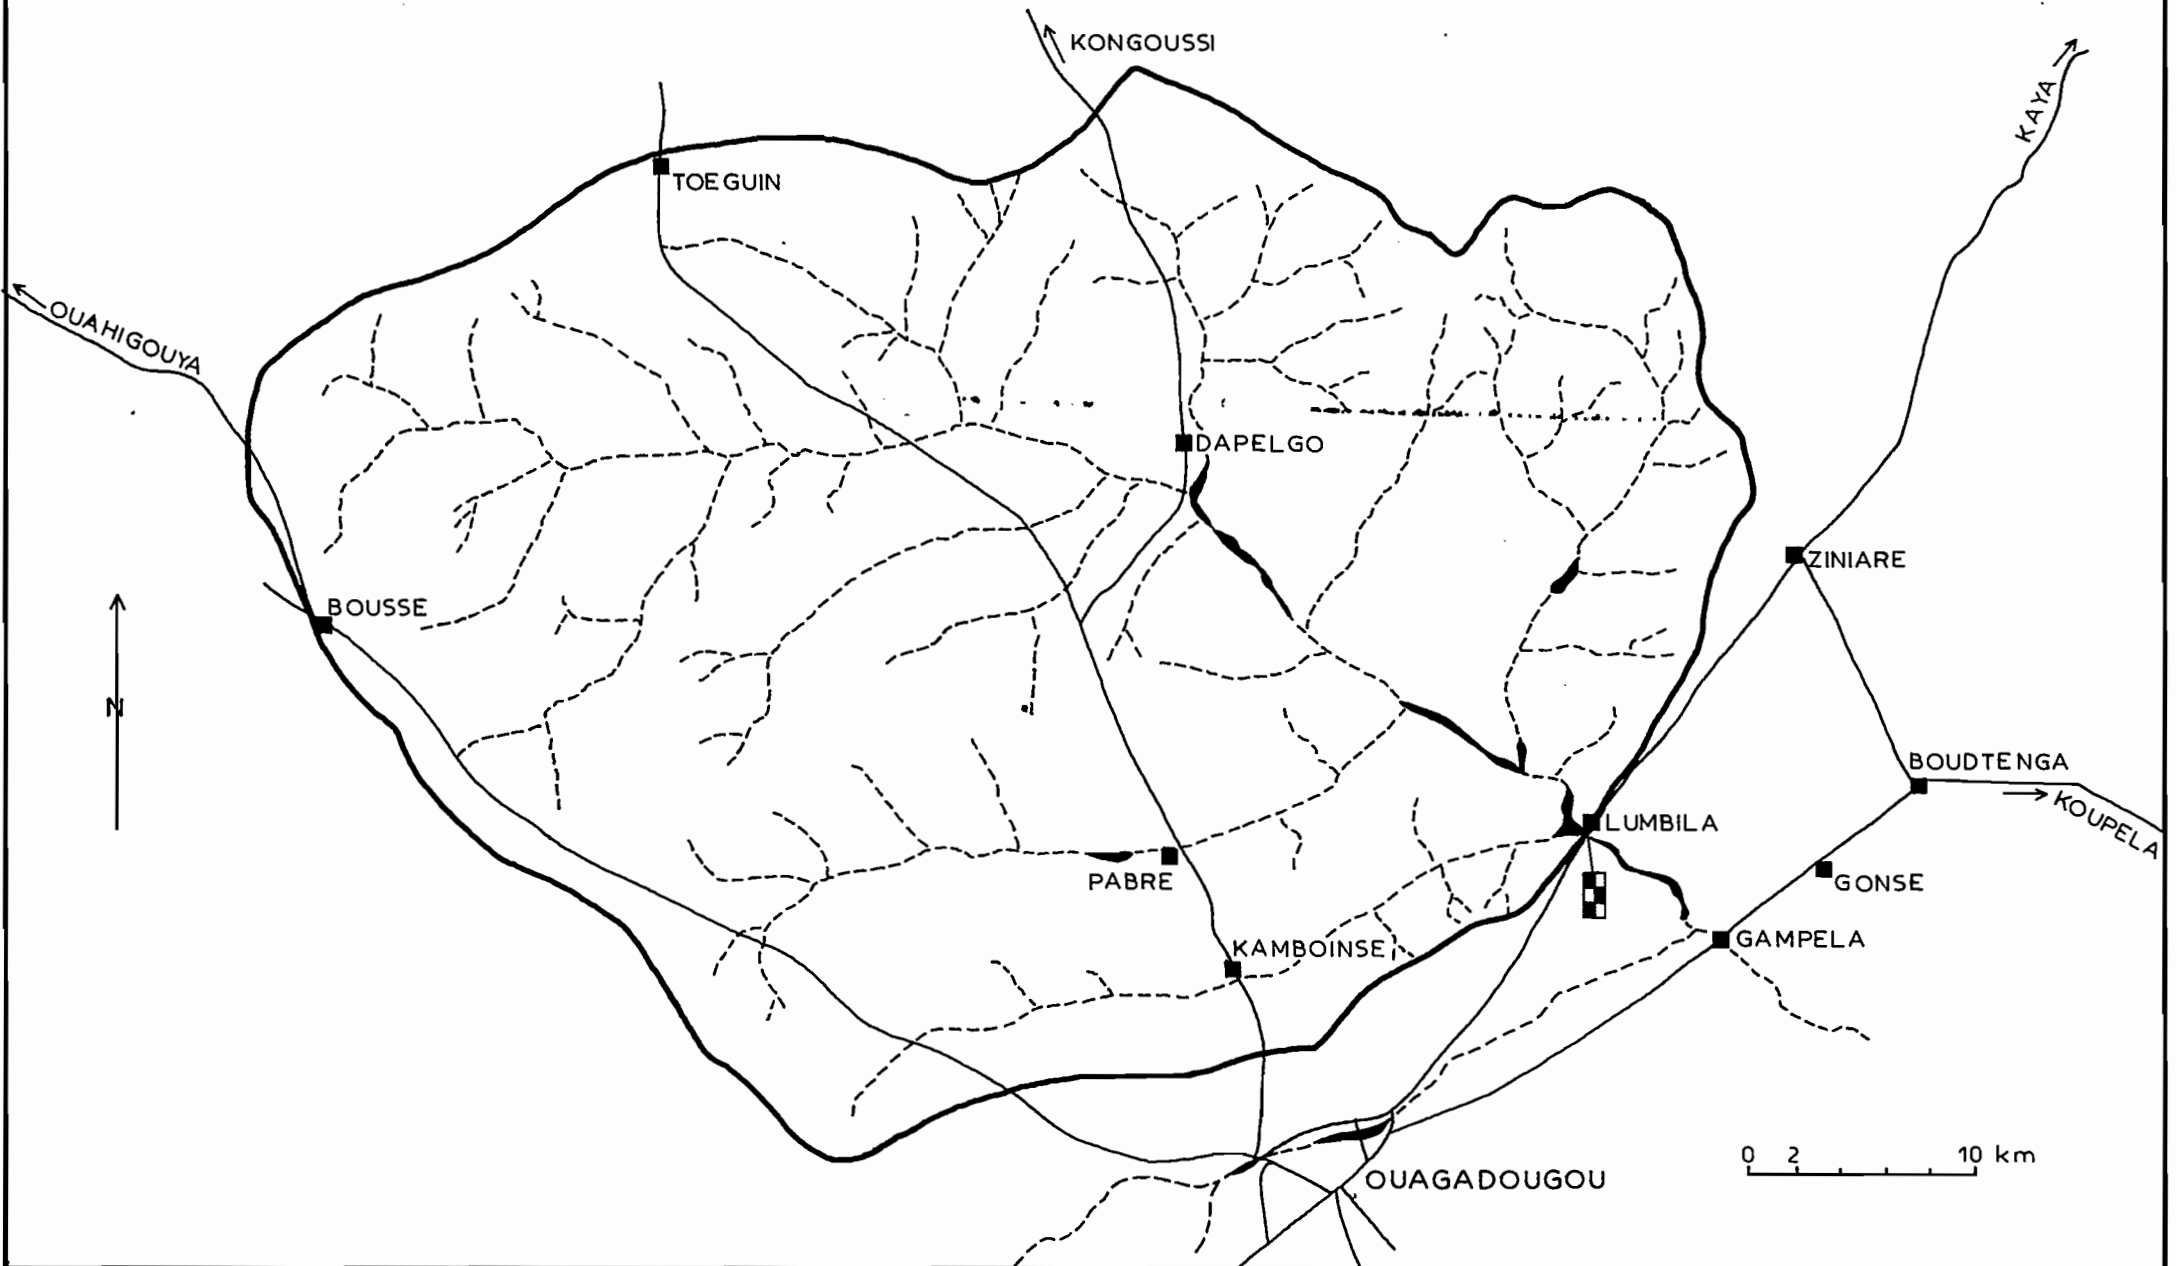 KONGOUSSI
KAYA
TOEGUIN
OUAHIGOUYA
DAPELGO
ZINIARE
BOUSSE
N
BOUDTENGA
KOUPELA
LUMBILA
PABRE
GONSE
KAMBOINSE
GAMPELA
0 2 10 km
OUAGADOUGOU